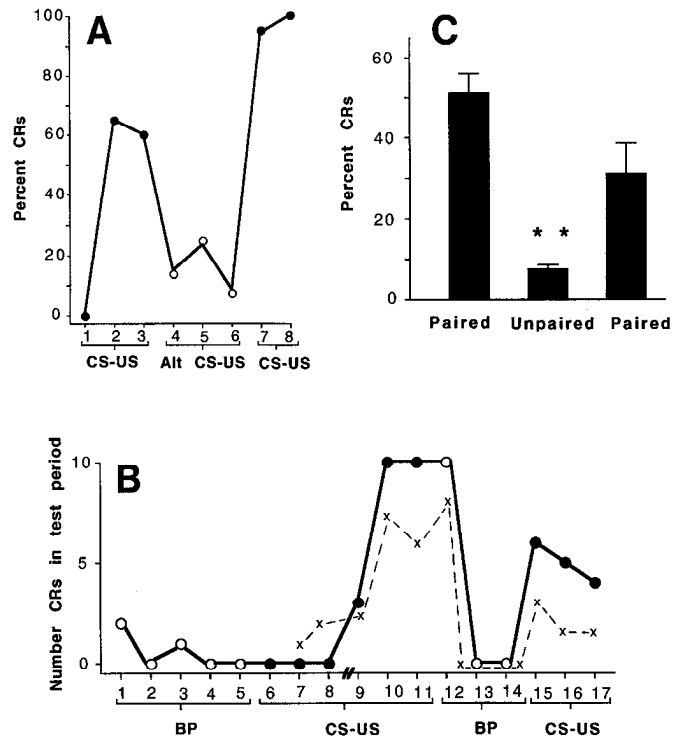 A
Percent CRs
100
80
60
40
20
0
1 2 3 4 5 6 7 8
CS-US Alt CS-US CS-US
C
Percent CRs
60
40
20
0
* *
Paired Unpaired Paired
B
Number CRs in test period
10
5
0
1 2 3 4 5 6 7 8 9 10 11 12 13 14 15 16 17
BP CS-US BP CS-US